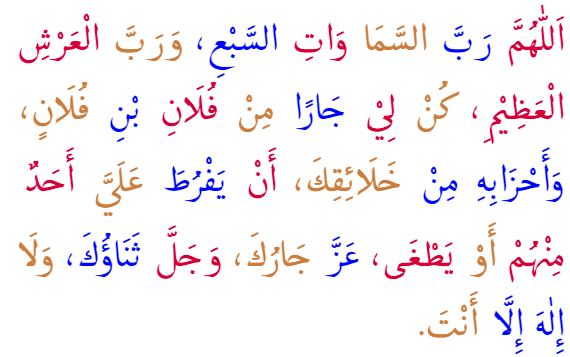 اَللّٰهُمَّ رَبَّ السَّمَا وَاتِ السَّبْعِ، وَرَبَّ الْعَرْشِ
الْعَظِيْمِ، كُنْ لِيْ جَارًا مِنْ فُلَانِ بْنِ فُلَانٍ،
وَأَحْزَابِهِ مِنْ خَلَائِقِكَ، أَنْ يَفْرُطَ عَلَيَّ أَحَدٌ
مِنْهُمْ أَوْ يَطْغَى، عَزَّ جَارُكَ، وَجَلَّ ثَنَاؤُكَ، وَلَا
إِلٰهَ إِلَّا أَنْتَ.